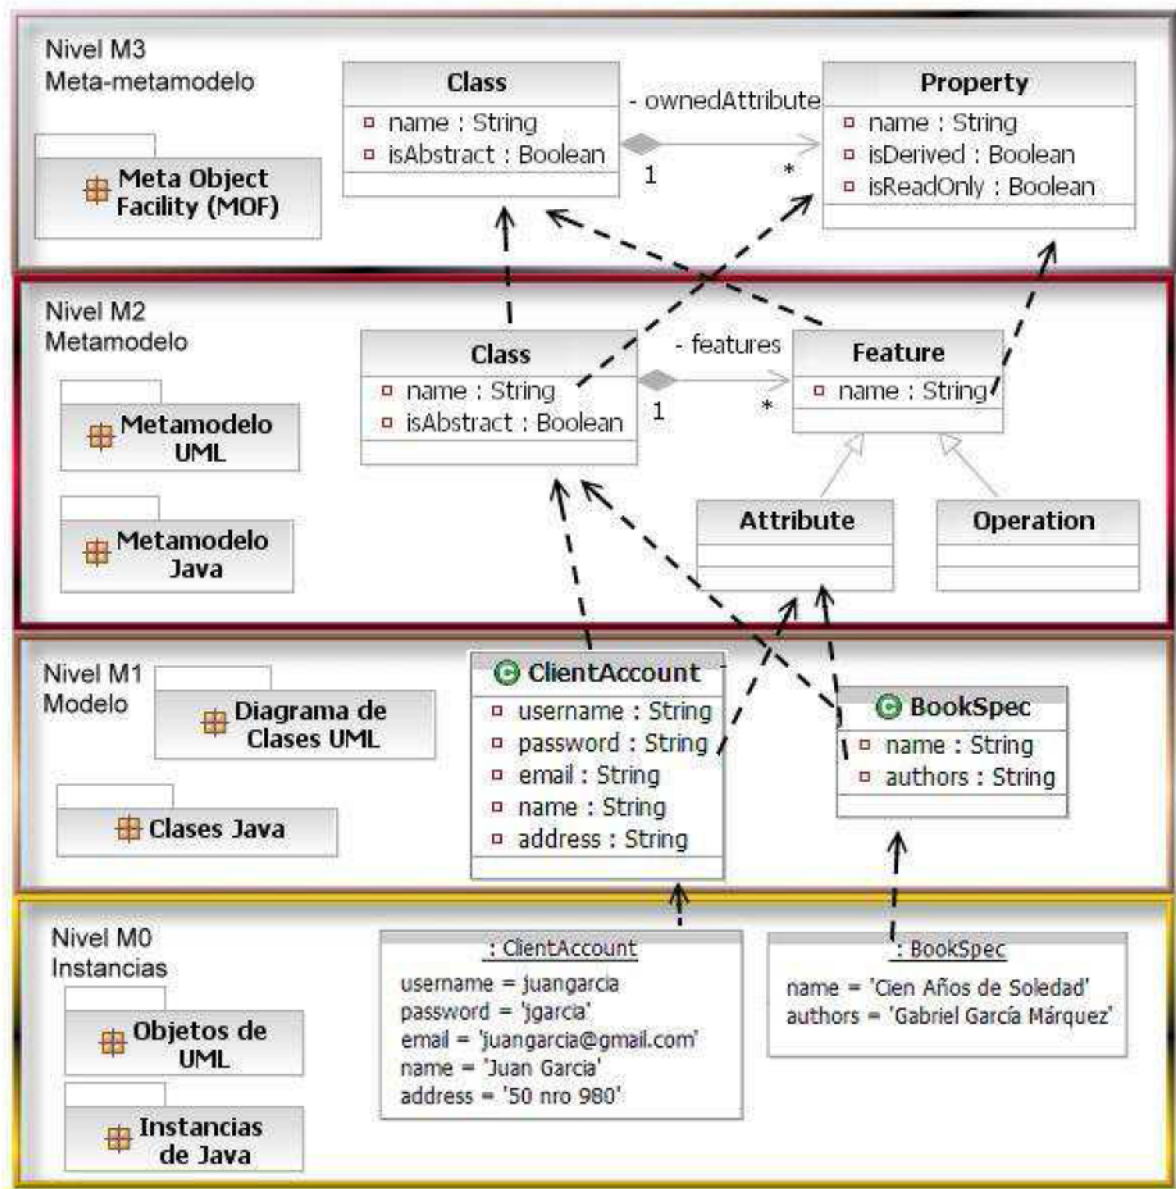 Nivel M3
Meta-metamodelo
Meta Object
Facility (MOF)
Class
name : String
isAbstract : Boolean
- ownedAttribute
1
*
Property
name : String
isDerived : Boolean
isReadOnly : Boolean
Nivel M2
Metamodelo
Metamodelo
UML
Metamodelo
Java
Class
name : String
isAbstract : Boolean
- features
1
*
Feature
name : String
Attribute
Operation
Nivel M1
Modelo
Diagrama de
Clases UML
Clases Java
C ClientAccount
username : String
password : String
email : String
name : String
address : String
C BookSpec
name : String
authors : String
Nivel M0
Instancias
Objetos de
UML
Instancias
de Java
: ClientAccount
username = juangarcia
password = 'jgarcia'
email = 'juangarcia@gmail.com'
name = 'Juan Garcia'
address = '50 nro 980'
: BookSpec
name = 'Cien Años de Soledad'
authors = 'Gabriel García Márquez'